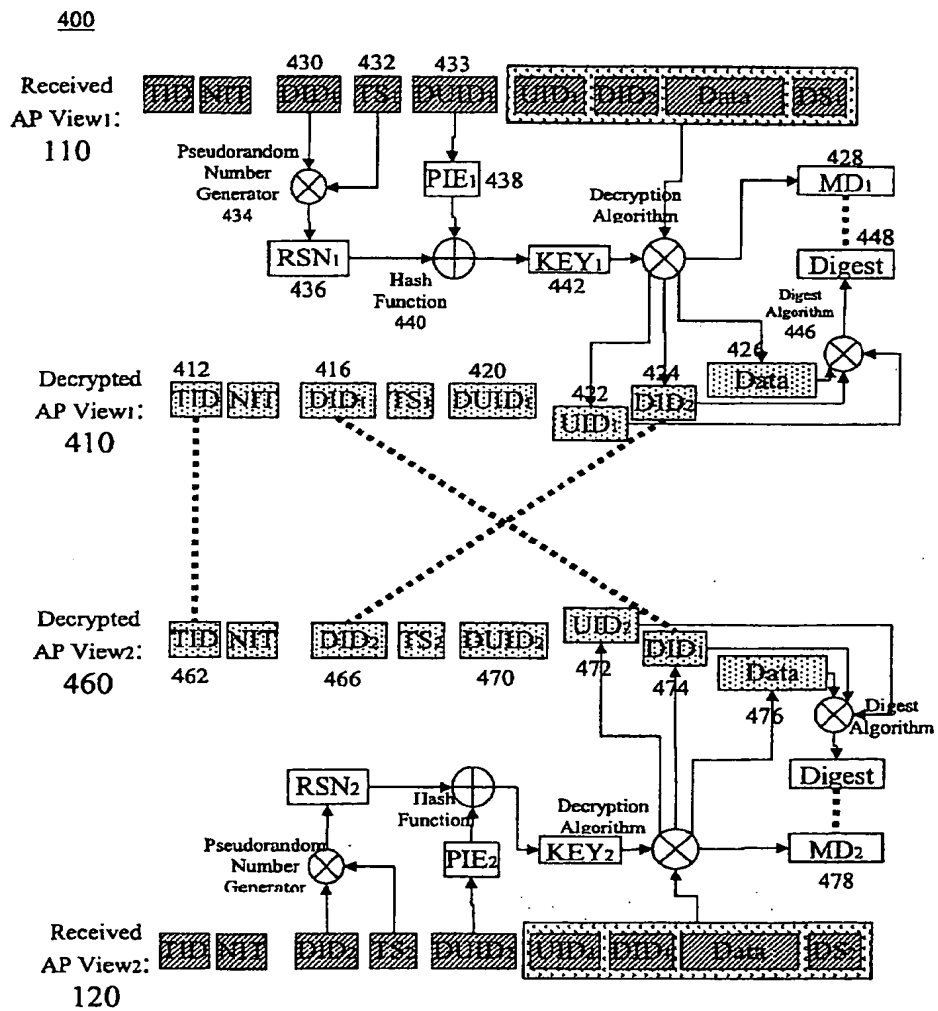 400
430 432 433
Received TID NIT DID₁ TS₁ DUID₁ UID₁ DID₂ Data DS₁
AP View1:
110
Pseudorandom
Number
Generator
434
PIE₁ 438
Decryption
Algorithm
428
MD₁
RSN₁
436
Hash
Function
440
KEY₁
442
448
Digest
Digest
Algorithm
446
412 416 420 422 424 426
Decrypted TID NIT DID₁ TS₁ DUID₁ UID₁ DID₂ Data
AP View1:
410
Decrypted TID NIT DID₂ TS₂ DUID₂ UID₂ DID₁ Data
AP View2:
460
462 466 470 472 474 476
Digest
Algorithm
RSN₂
Hash
Function
Decryption
Algorithm
Digest
Pseudorandom
Number
Generator
PIE₂
KEY₂
MD₂
478
Received TID NIT DID₂ TS₂ DUID₂ UID₂ DID₁ Data DS₂
AP View2:
120